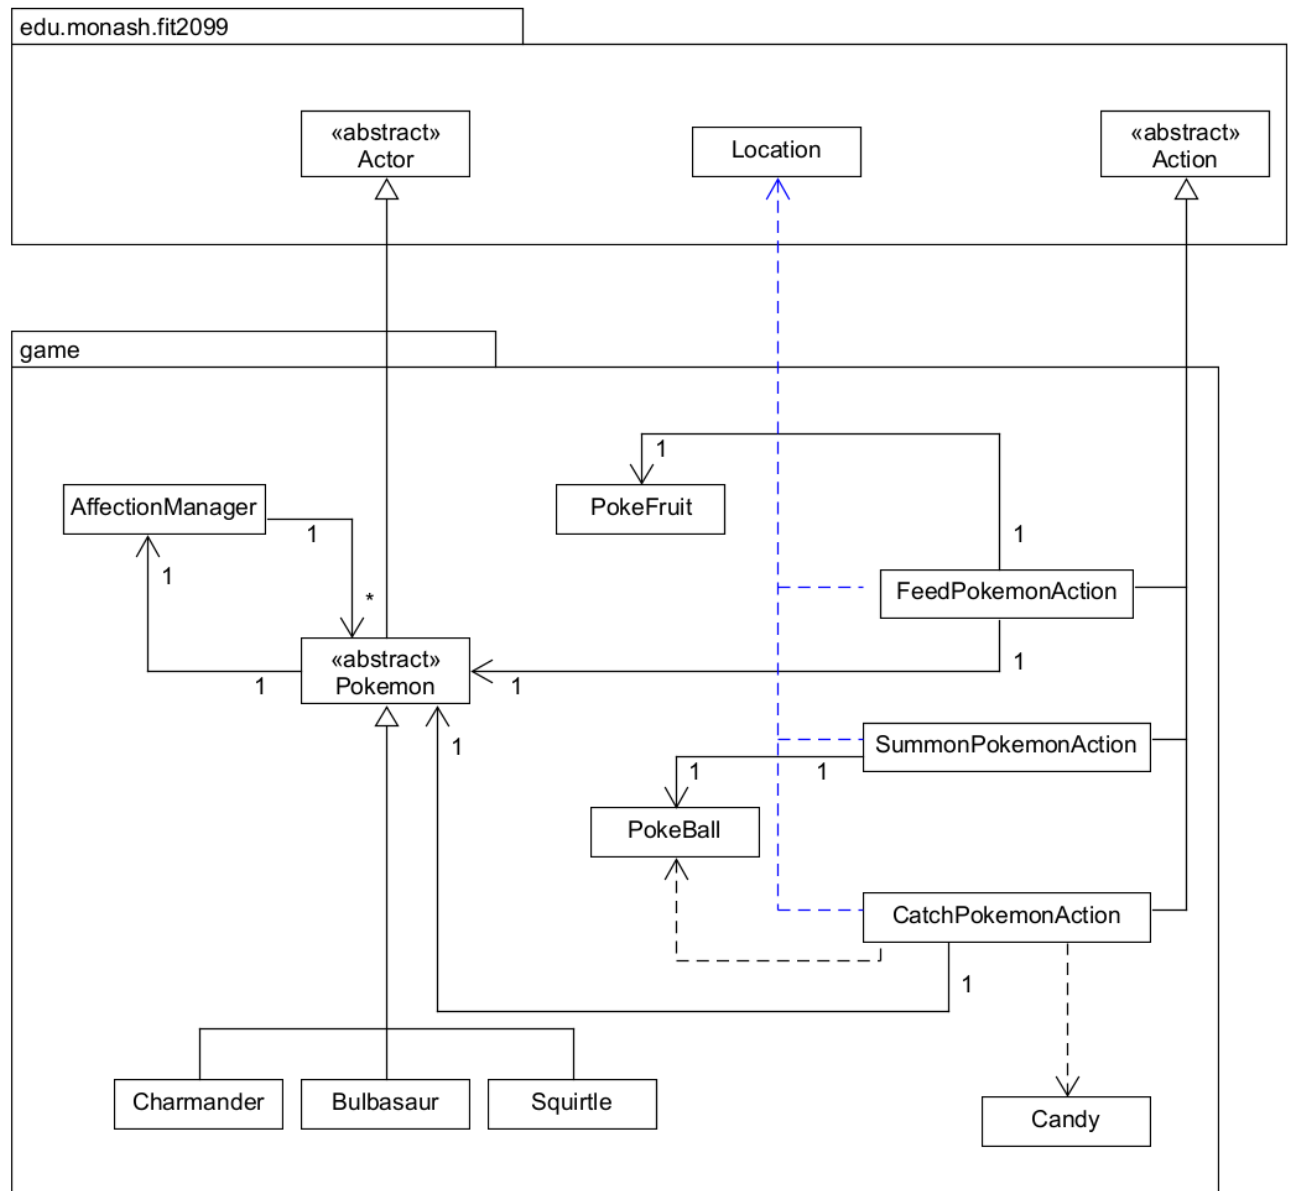 edu.monash.fit2099
«abstract»
Actor
Location
«abstract»
Action
game
1
AffectionManager
PokeFruit
1
1
1
FeedPokemonAction
*
«abstract»
Pokemon
1
1
1
1
SummonPokemonAction
1
1
1
PokeBall
CatchPokemonAction
1
Charmander
Bulbasaur
Squirtle
Candy